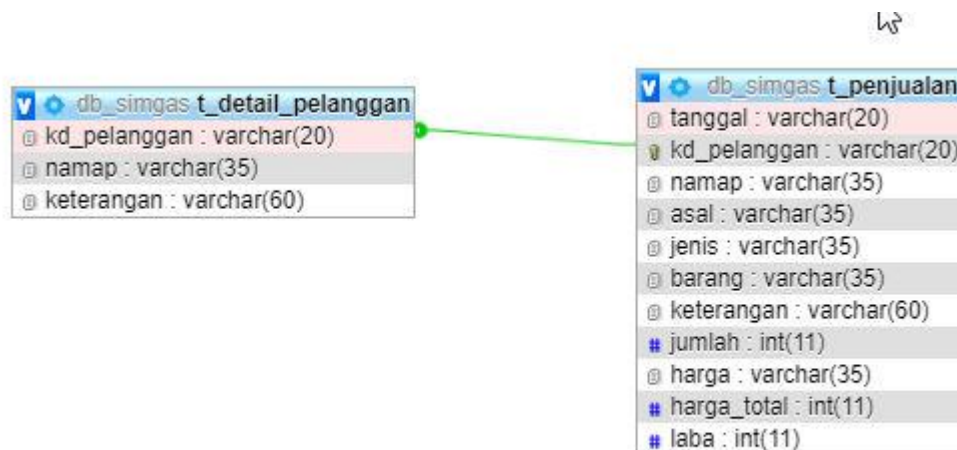 V db_simgas t_detail_pelanggan
kd_pelanggan : varchar(20)
namap : varchar(35)
keterangan : varchar(60)
V db_simgas t_penjualan
tanggal : varchar(20)
kd_pelanggan : varchar(20)
namap : varchar(35)
asal : varchar(35)
jenis : varchar(35)
barang : varchar(35)
keterangan : varchar(60)
# jumlah : int(11)
harga : varchar(35)
# harga_total : int(11)
# laba : int(11)